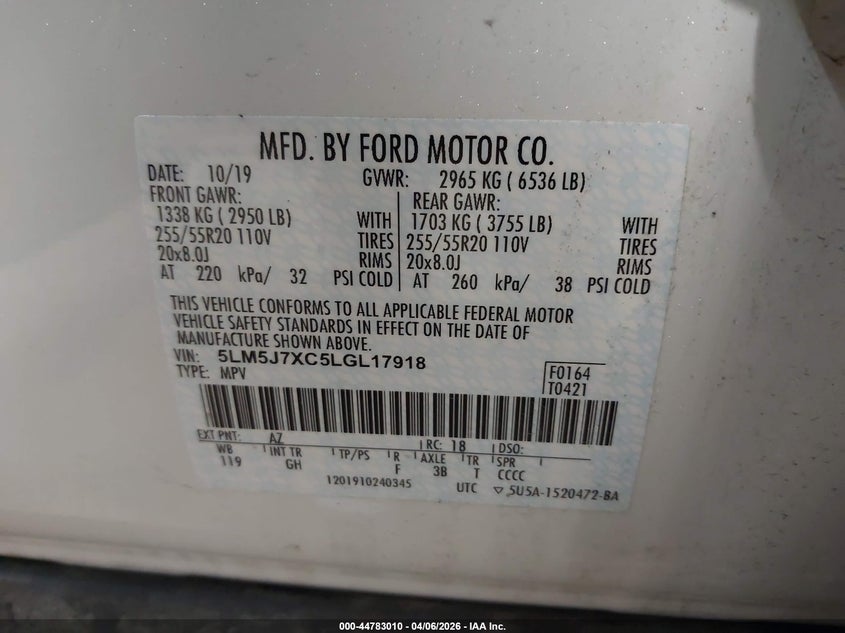 MFD. BY FORD MOTOR CO.
DATE: 10/19 GVWR: 2965 KG ( 6536 LB)
FRONT GAWR: REAR GAWR:
1338 KG ( 2950 LB) WITH 1703 KG ( 3755 LB) WITH
255/55R20 110V TIRES 255/55R20 110V TIRES
20x8.0J RIMS 20x8.0J RIMS
AT 220 kPa/ 32 PSI COLD AT 260 kPa/ 38 PSI COLD
THIS VEHICLE CONFORMS TO ALL APPLICABLE FEDERAL MOTOR
VEHICLE SAFETY STANDARDS IN EFFECT ON THE DATE OF
MANUFACTURE SHOWN ABOVE.
VIN: 5LM5J7XC5LGL17918 F0164
TYPE: MPV T0421
EXT PNT: AZ RC: 18 DSO:
WB INT TR TP/PS R AXLE TR SPR
119 GH F 3B T CCCC
1201910240345 UTC ▽ 5U5A-1520472-BA
000-44783010 - 04/06/2026 - IAA Inc.